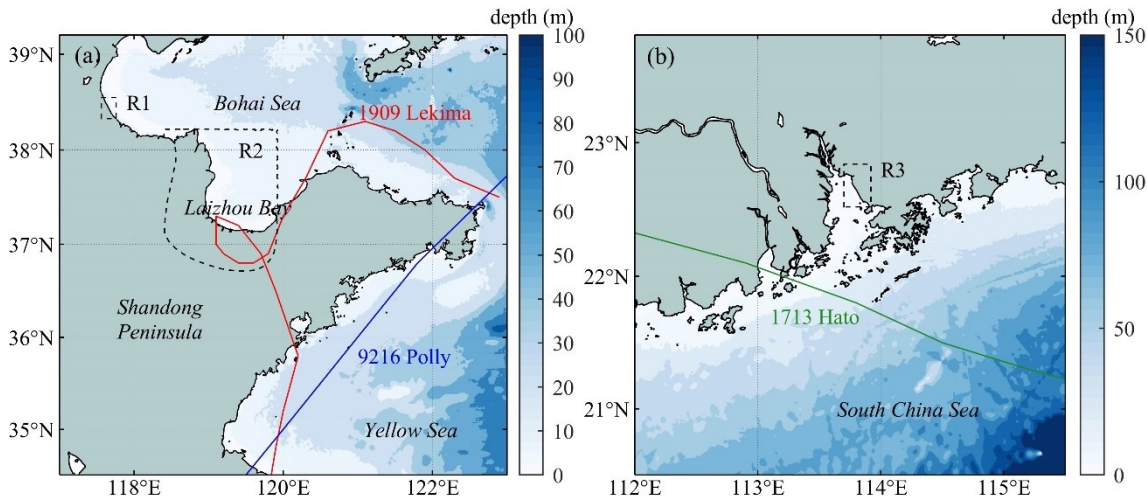 depth (m)
depth (m)
39°N
38°N
37°N
36°N
35°N
(a)
R1
Bohai Sea
1909 Lekima
R2
Laizhou Bay
Shandong
Peninsula
9216 Polly
Yellow Sea
118°E
120°E
122°E
100
90
80
70
60
50
40
30
20
10
0
23°N
22°N
21°N
(b)
R3
1713 Hato
South China Sea
112°E
113°E
114°E
115°E
150
100
50
0